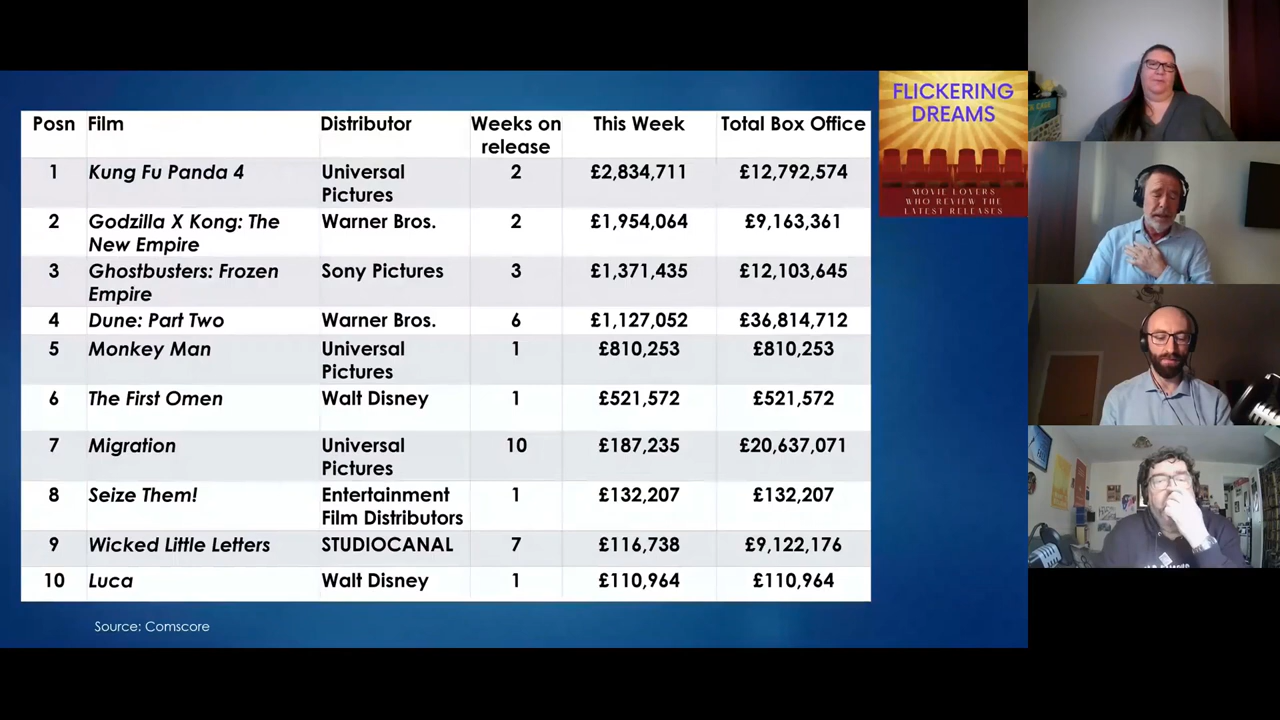 Posn Film Distributor Weeks on release This Week Total Box Office
1 Kung Fu Panda 4 Universal Pictures 2 £2,834,711 £12,792,574
2 Godzilla X Kong: The New Empire Warner Bros. 2 £1,954,064 £9,163,361
3 Ghostbusters: Frozen Empire Sony Pictures 3 £1,371,435 £12,103,645
4 Dune: Part Two Warner Bros. 6 £1,127,052 £36,814,712
5 Monkey Man Universal Pictures 1 £810,253 £810,253
6 The First Omen Walt Disney 1 £521,572 £521,572
7 Migration Universal Pictures 10 £187,235 £20,637,071
8 Seize Them! Entertainment Film Distributors 1 £132,207 £132,207
9 Wicked Little Letters STUDIOCANAL 7 £116,738 £9,122,176
10 Luca Walt Disney 1 £110,964 £110,964
Source: Comscore
FLICKERING
DREAMS
MOVIE LOVERS
WHO REVIEW THE
LATEST RELEASES